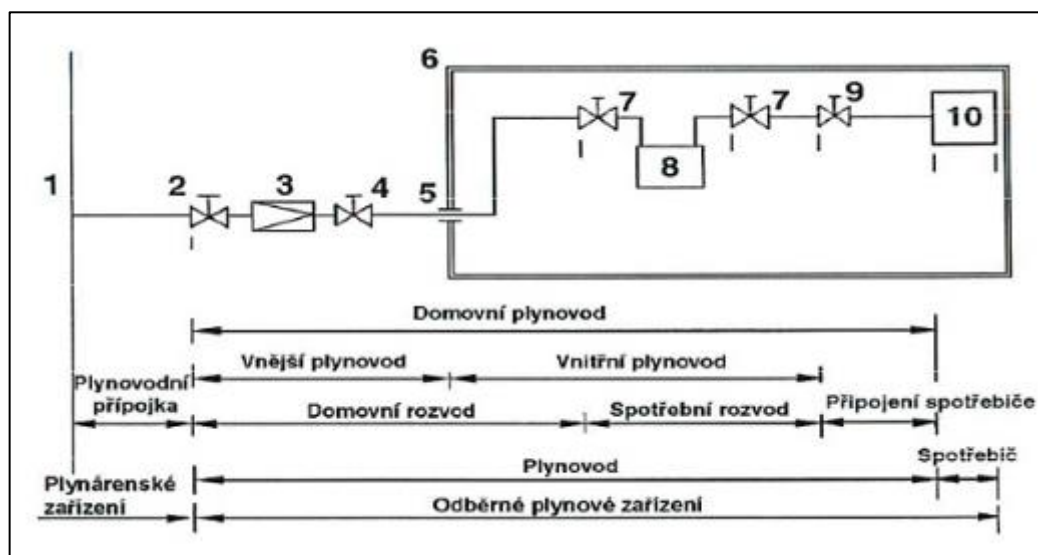 6
7
7
9
10
8
1
2
3
4
5
Domovní plynovod
Vnější plynovod
Vnitřní plynovod
Plynovodní
přípojka
Domovní rozvod
Spotřební rozvod
Připojení spotřebiče
Plynovod
Spotřebič
Plynárenské
zařízení
Odběrné plynové zařízení